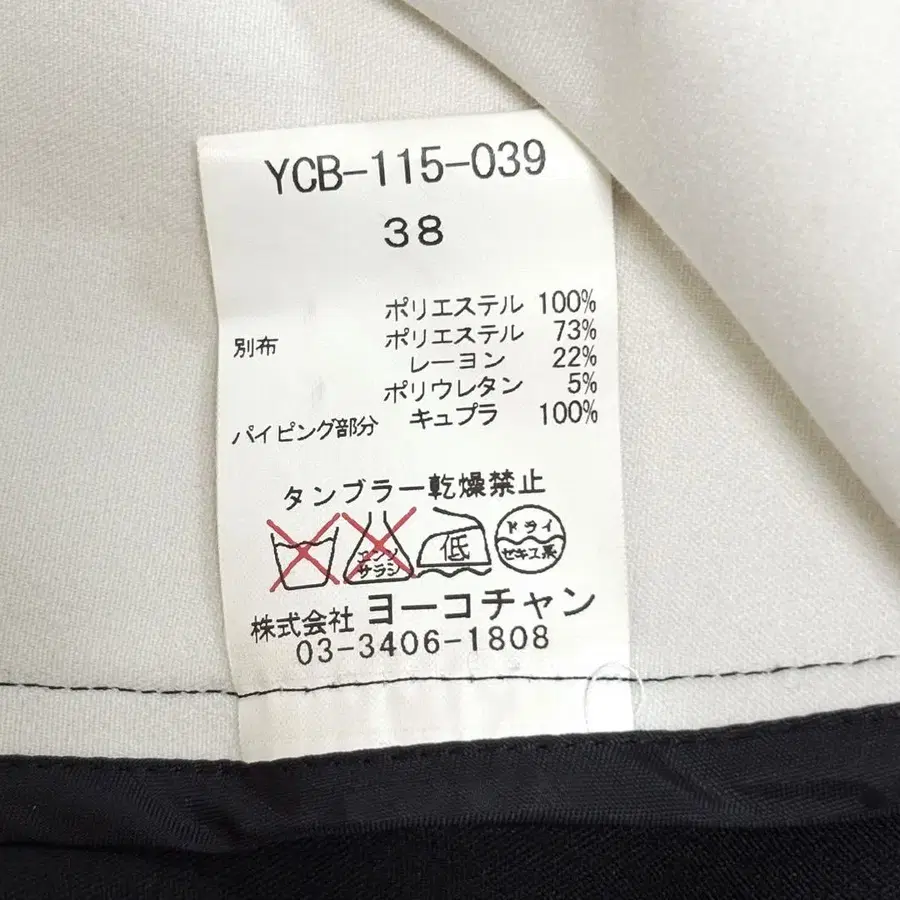 YCB-115-039
38
ポリエステル 100%
別布 ポリエステル 73%
レーヨン 22%
ポリウレタン 5%
パイピング部分 キュプラ 100%
タンブラー乾燥禁止
エンソ
サラシ
低
ドライ
セキユ系
株式会社 ヨーコチャン
03-3406-1808